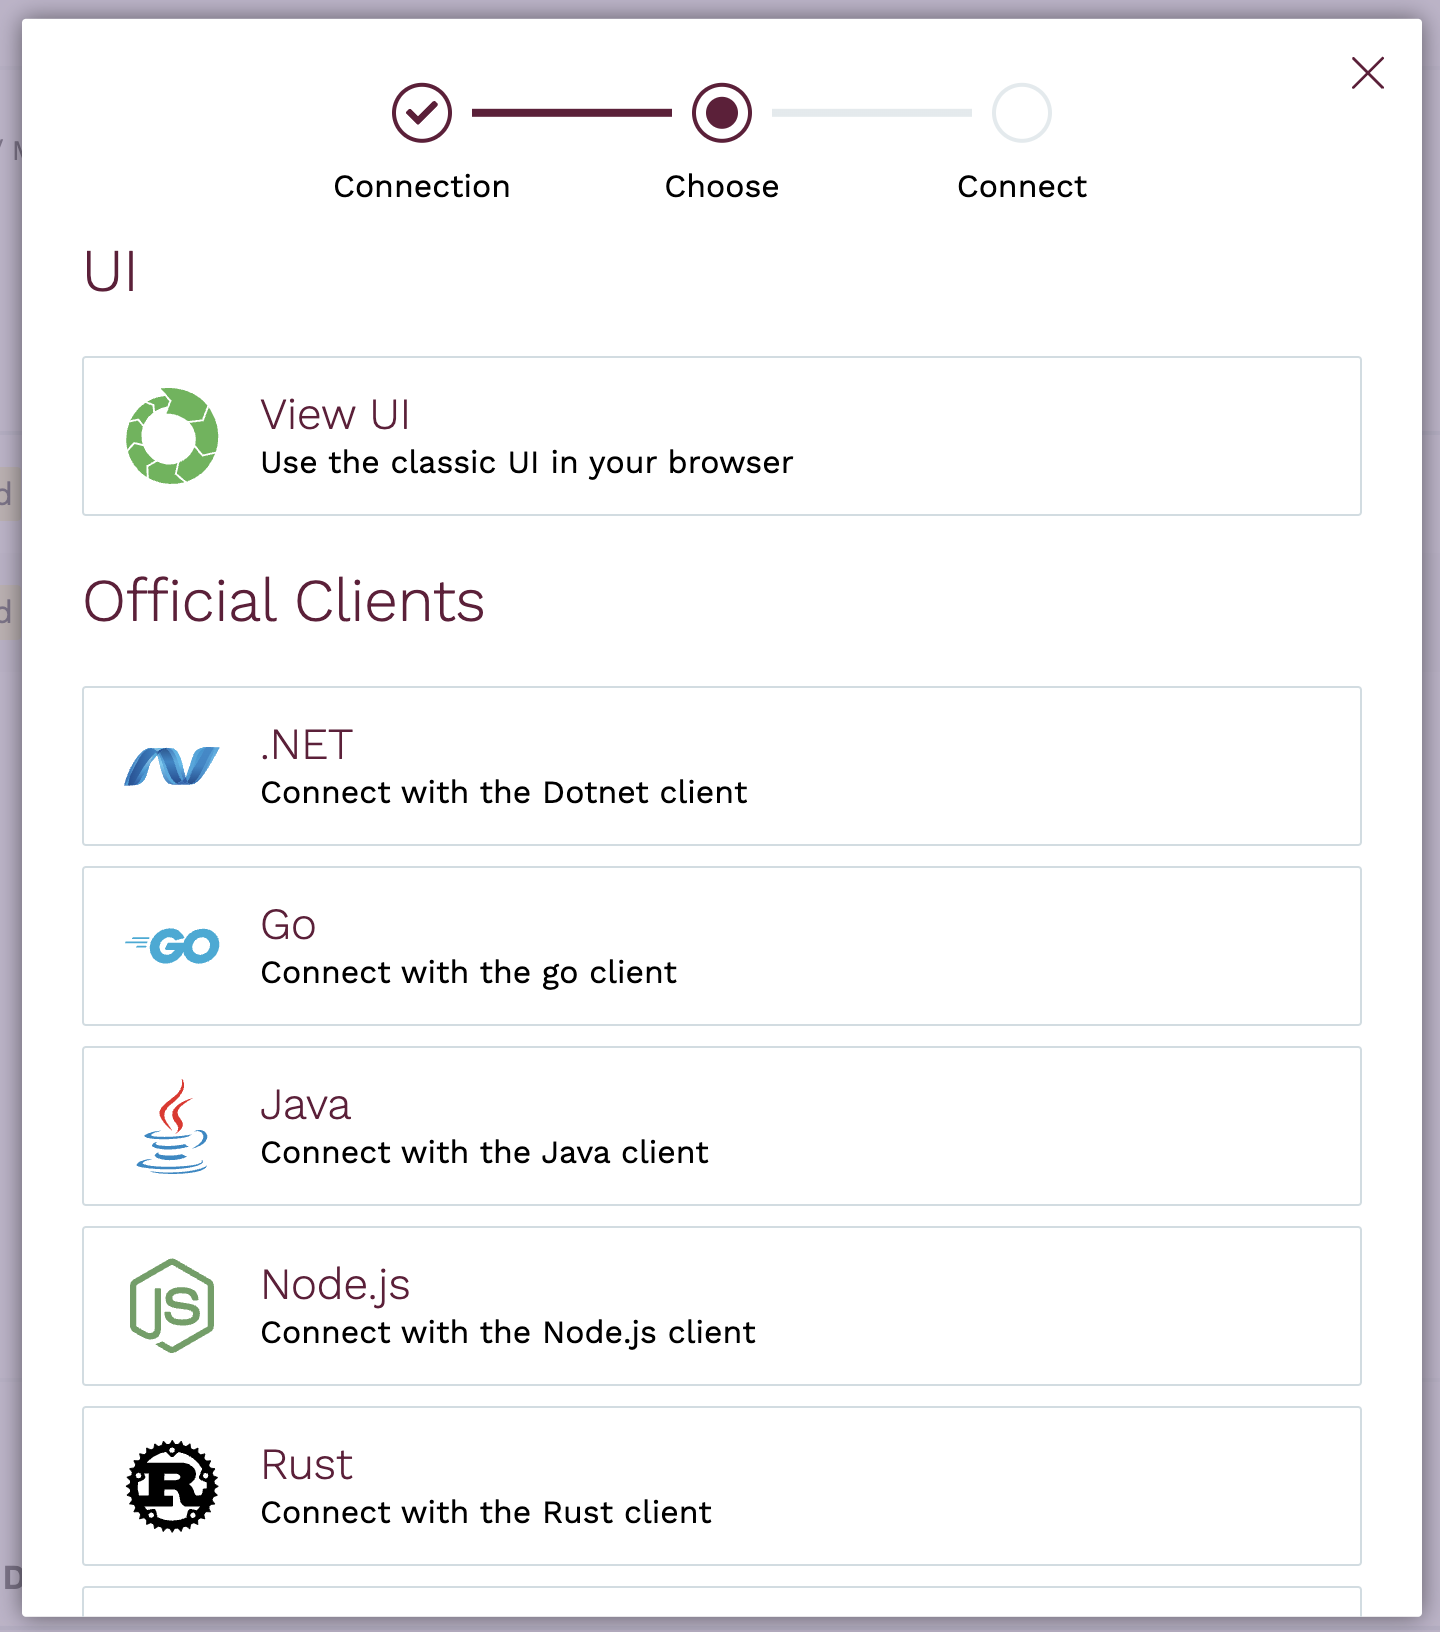 Connection
Choose
Connect
UI
View UI
Use the classic UI in your browser
Official Clients
.NET
Connect with the Dotnet client
GO
Go
Connect with the go client
Java
Connect with the Java client
JS
Node.js
Connect with the Node.js client
R
Rust
Connect with the Rust client